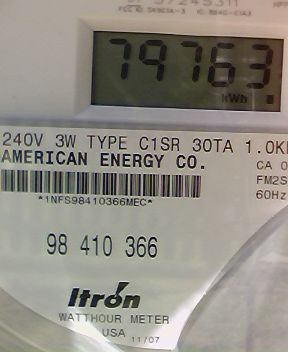 79763
kWh
240V 3W TYPE C1SR 30TA 1.0K
AMERICAN ENERGY CO.
CA 0
FM2S
60Hz
*1NFS98410366MEC*
98 410 366
Itron
WATTHOUR METER
USA 11/07